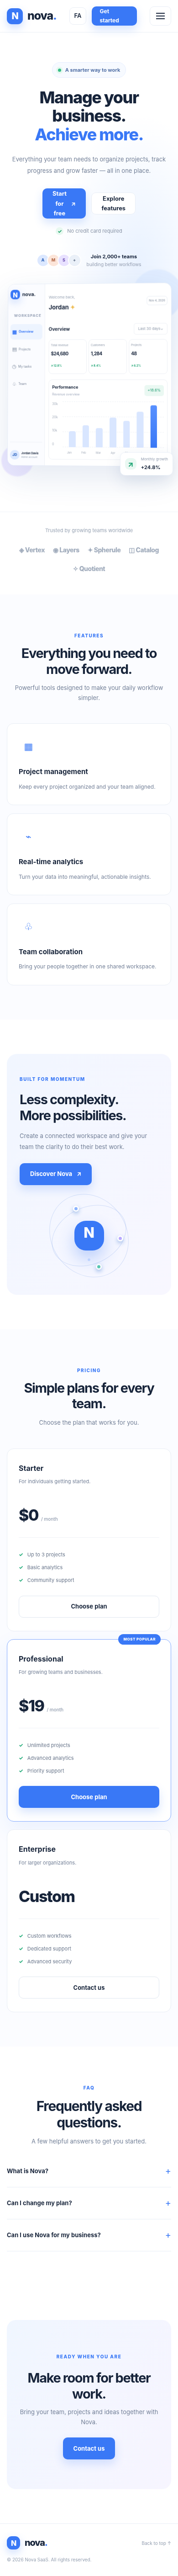 N nova.
FA
Get
started
A smarter way to work
Manage your
business.
Achieve more.
Everything your team needs to organize projects, track
progress and grow faster — all in one place.
Start
for
free
Explore
features
No credit card required
A M S +
Join 2,000+ teams
building better workflows
N nova.
WORKSPACE
Overview
Projects
My tasks
Team
Jordan
Overview
Last 30 days
$24,680
1,284
48
Performance
Monthly growth
+24.8%
Trusted by growing teams worldwide
Vertex Layers Spherule Catalog
Quotient
FEATURES
Everything you need to
move forward.
Powerful tools designed to make your daily workflow
simpler.
Project management
Keep every project organized and your team aligned.
Real-time analytics
Turn your data into meaningful, actionable insights.
Team collaboration
Bring your people together in one shared workspace.
BUILT FOR MOMENTUM
Less complexity.
More possibilities.
Create a connected workspace and give your
team the clarity to do their best work.
Discover Nova
N
PRICING
Simple plans for every
team.
Choose the plan that works for you.
Starter
For individuals getting started.
$0 / month
Up to 3 projects
Basic analytics
Community support
Choose plan
MOST POPULAR
Professional
For growing teams and businesses.
$19 / month
Unlimited projects
Advanced analytics
Priority support
Choose plan
Enterprise
For larger organizations.
Custom
Custom workflows
Dedicated support
Advanced security
Contact us
FAQ
Frequently asked
questions.
A few helpful answers to get you started.
What is Nova? +
Can I change my plan? +
Can I use Nova for my business? +
READY WHEN YOU ARE
Make room for better
work.
Bring your team, projects and ideas together with
Nova.
Contact us
N nova.
Back to top ↑
© 2026 Nova SaaS. All rights reserved.